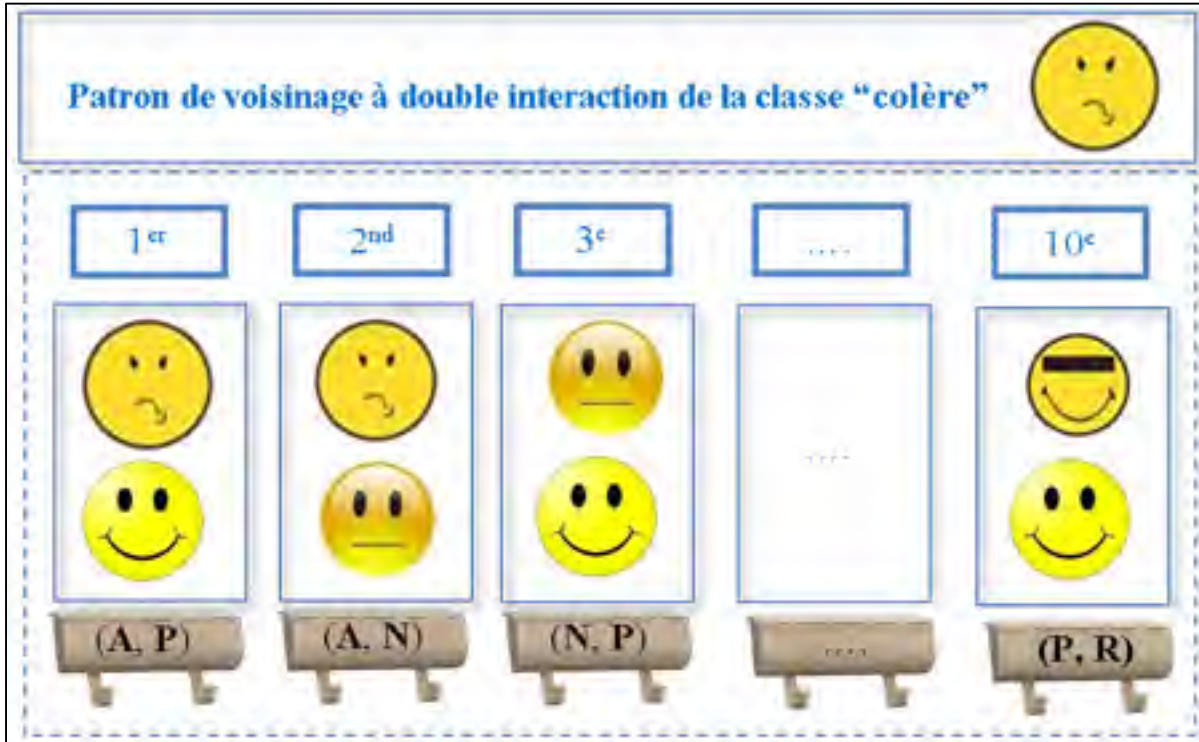 Patron de voisinage à double interaction de la classe “colère”
1er 2nd 3e .... 10e
....
(A, P) (A, N) (N, P) .... (P, R)